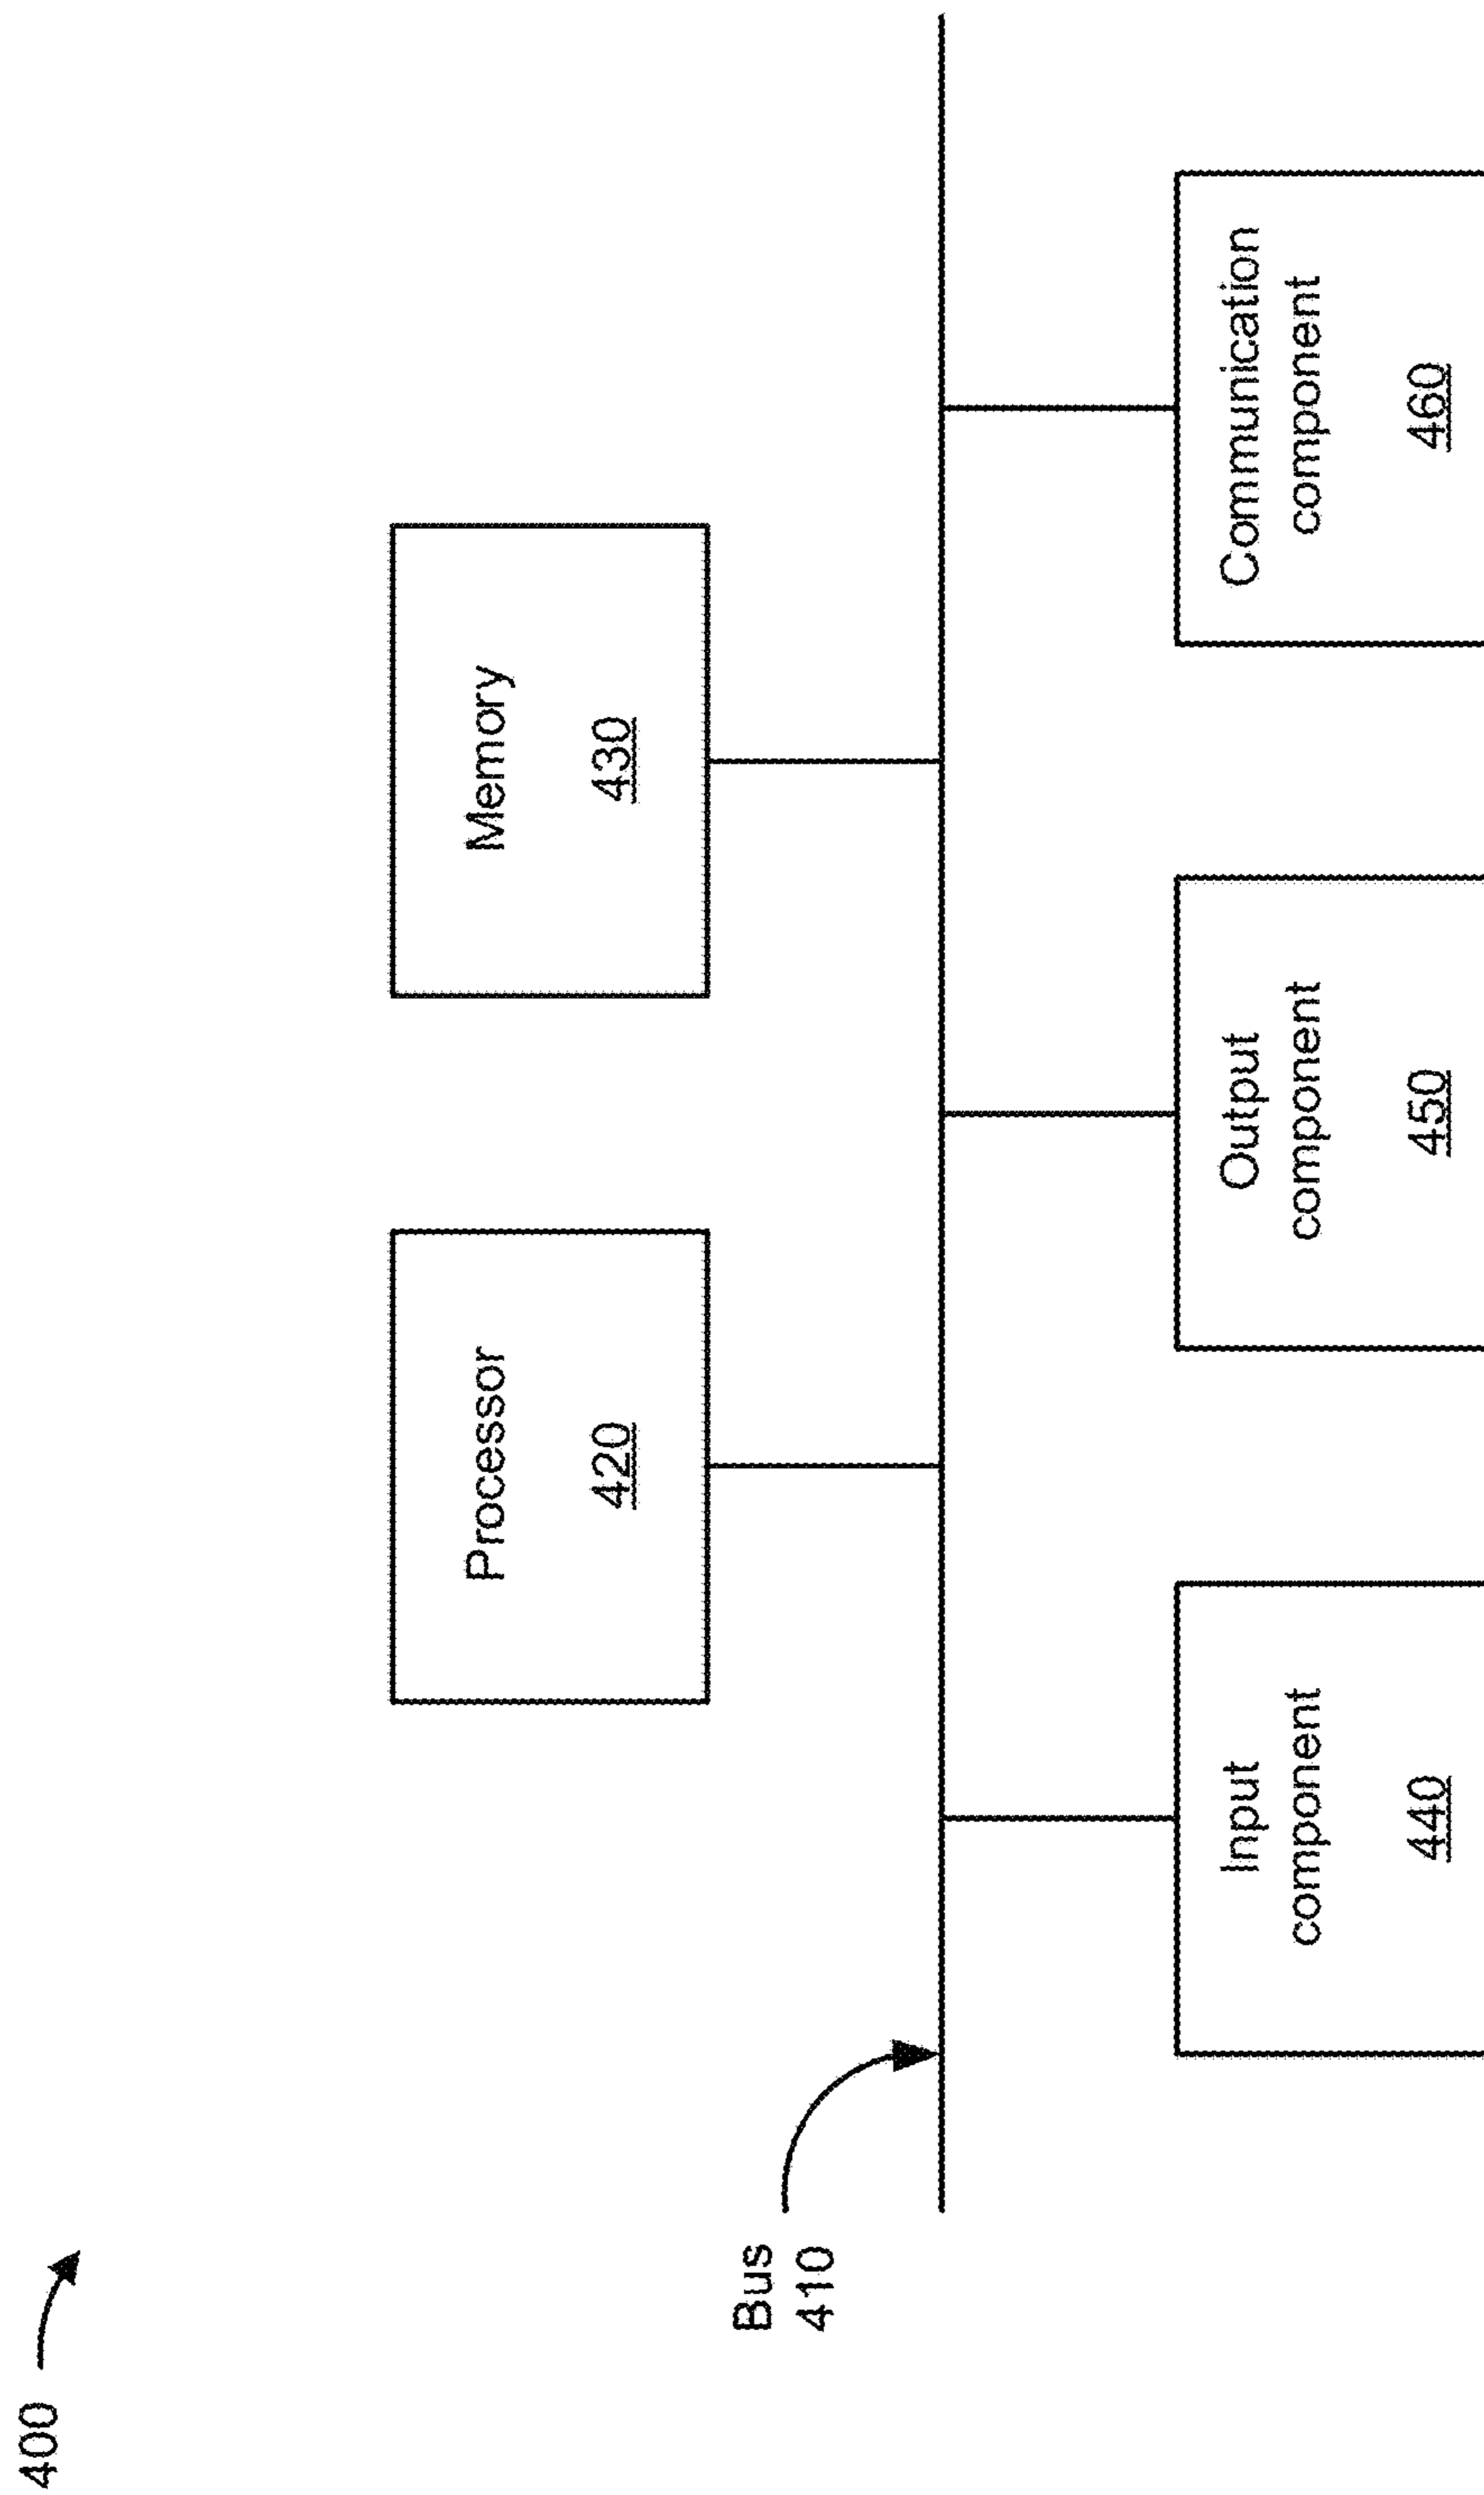 400
Processor
420
Memory
430
Bus
410
Input
component
440
Output
component
450
Communication
component
460